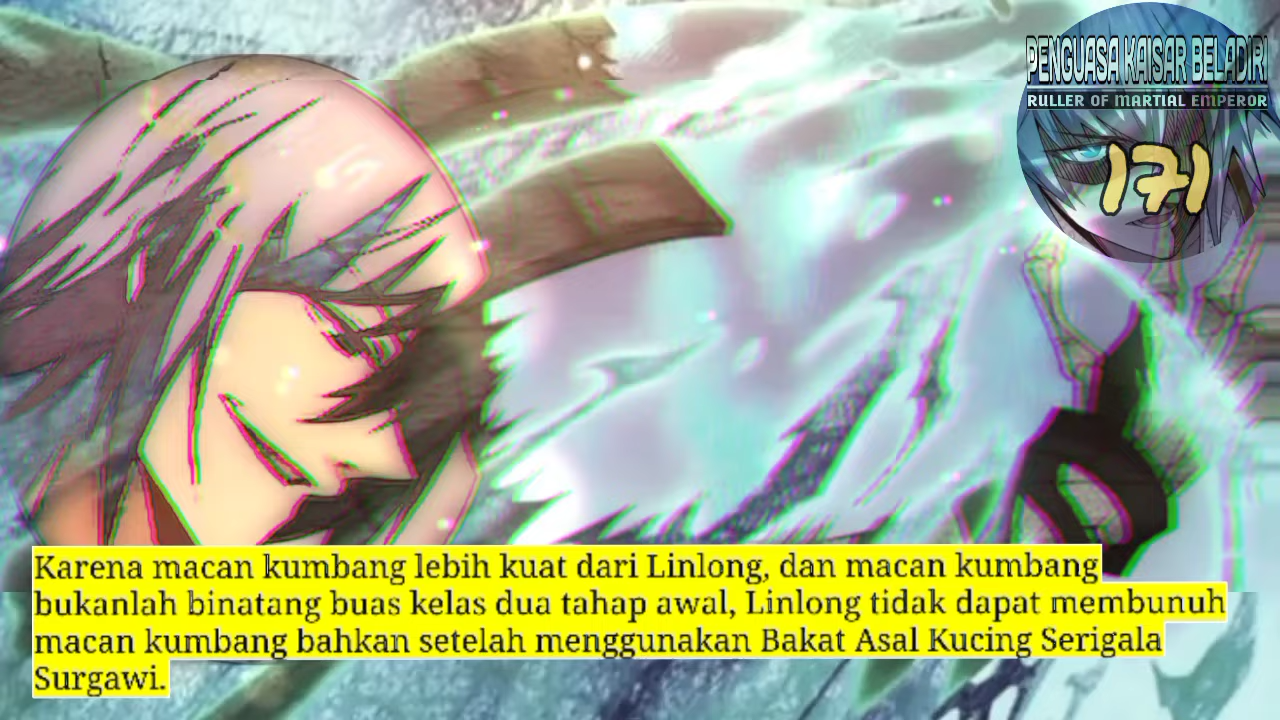 PENGUASA KAISAR BELADIRI
RULLER OF MARTIAL EMPEROR
171
Karena macan kumbang lebih kuat dari Linlong, dan macan kumbang
bukanlah binatang buas kelas dua tahap awal, Linlong tidak dapat membunuh
macan kumbang bahkan setelah menggunakan Bakat Asal Kucing Serigala
Surgawi.